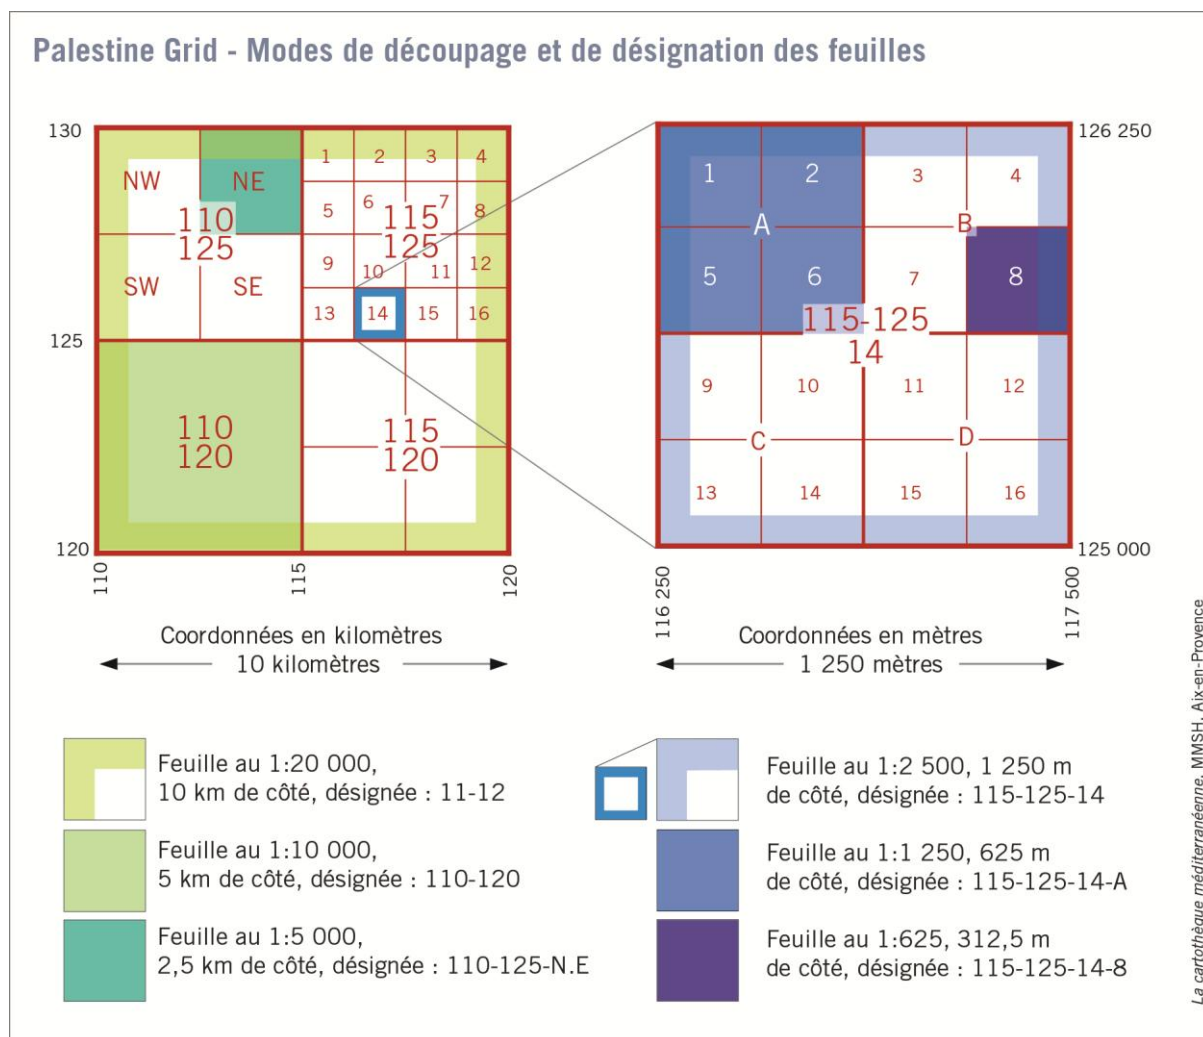 Palestine Grid - Modes de découpage et de désignation des feuilles
130
125
120
110
115
120
NW
NE
110
125
SW
SE
1
2
3
4
5
6
7
8
115
125
9
10
11
12
13
14
15
16
110
120
115
120
Coordonnées en kilomètres
10 kilomètres
126 250
125 000
116 250
117 500
1
2
3
4
A
B
5
6
7
8
115-125
14
9
10
11
12
C
D
13
14
15
16
Coordonnées en mètres
1 250 mètres
Feuille au 1:20 000,
10 km de côté, désignée : 11-12
Feuille au 1:10 000,
5 km de côté, désignée : 110-120
Feuille au 1:5 000,
2,5 km de côté, désignée : 110-125-N.E
Feuille au 1:2 500, 1 250 m
de côté, désignée : 115-125-14
Feuille au 1:1 250, 625 m
de côté, désignée : 115-125-14-A
Feuille au 1:625, 312,5 m
de côté, désignée : 115-125-14-8
La cartothèque méditerranéenne, MMSH, Aix-en-Provence